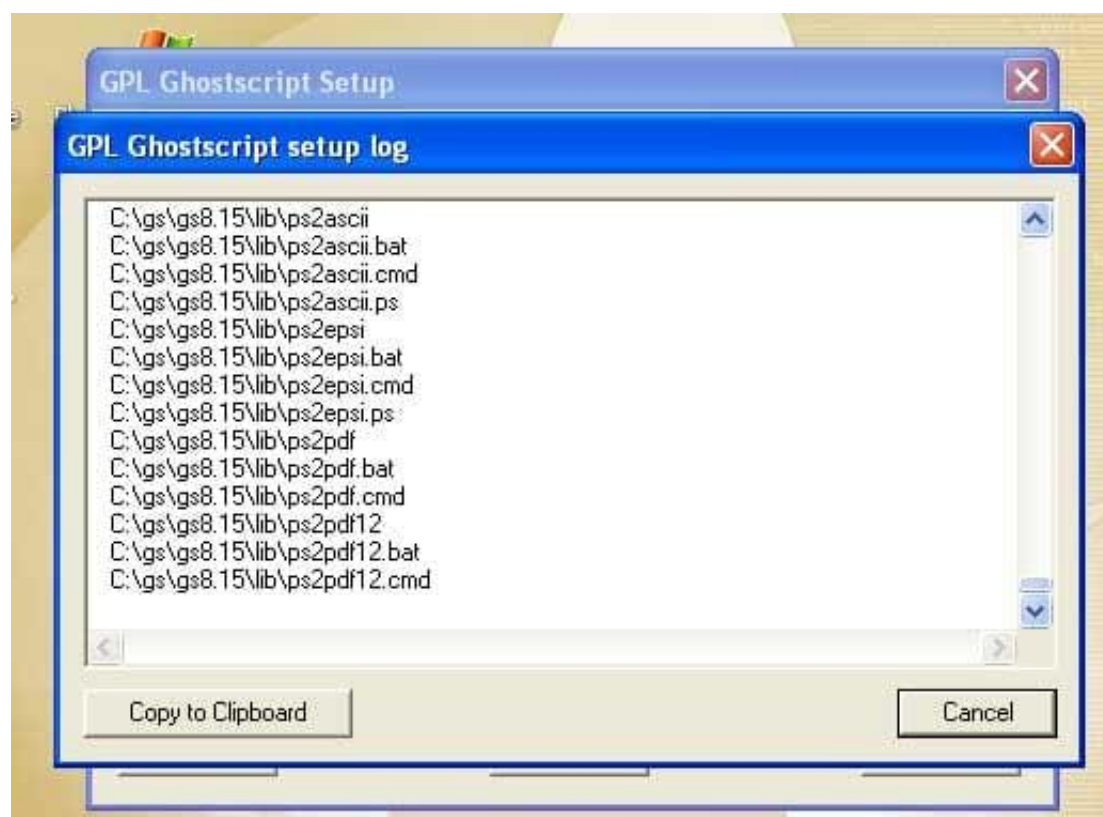 GPL Ghostscript Setup
GPL Ghostscript setup log
C:\gs\gs8.15\lib\ps2ascii
C:\gs\gs8.15\lib\ps2ascii.bat
C:\gs\gs8.15\lib\ps2ascii.cmd
C:\gs\gs8.15\lib\ps2ascii.ps
C:\gs\gs8.15\lib\ps2epsi
C:\gs\gs8.15\lib\ps2epsi.bat
C:\gs\gs8.15\lib\ps2epsi.cmd
C:\gs\gs8.15\lib\ps2epsi.ps
C:\gs\gs8.15\lib\ps2pdf
C:\gs\gs8.15\lib\ps2pdf.bat
C:\gs\gs8.15\lib\ps2pdf.cmd
C:\gs\gs8.15\lib\ps2pdf12
C:\gs\gs8.15\lib\ps2pdf12.bat
C:\gs\gs8.15\lib\ps2pdf12.cmd
Copy to Clipboard
Cancel